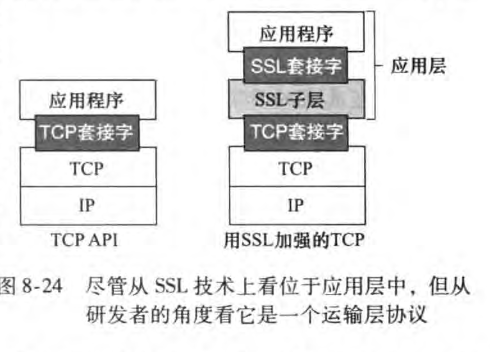 应用程序
TCP套接字
TCP
IP
TCP API
应用程序
SSL套接字
SSL子层
TCP套接字
TCP
IP
用SSL加强的TCP
应用层
图 8-24 尽管从 SSL 技术上看位于应用层中，但从
研发者的角度看它是一个运输层协议